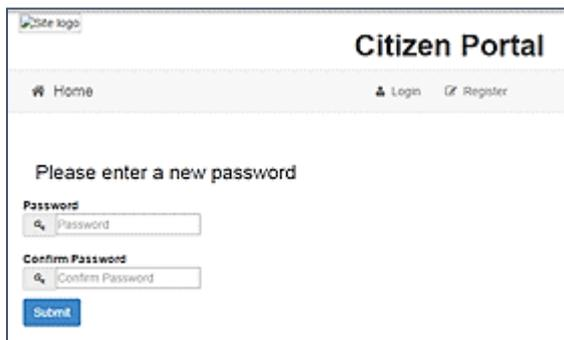 Site logo
Citizen Portal
Home Login Register
Please enter a new password
Password
Password
Confirm Password
Confirm Password
Submit